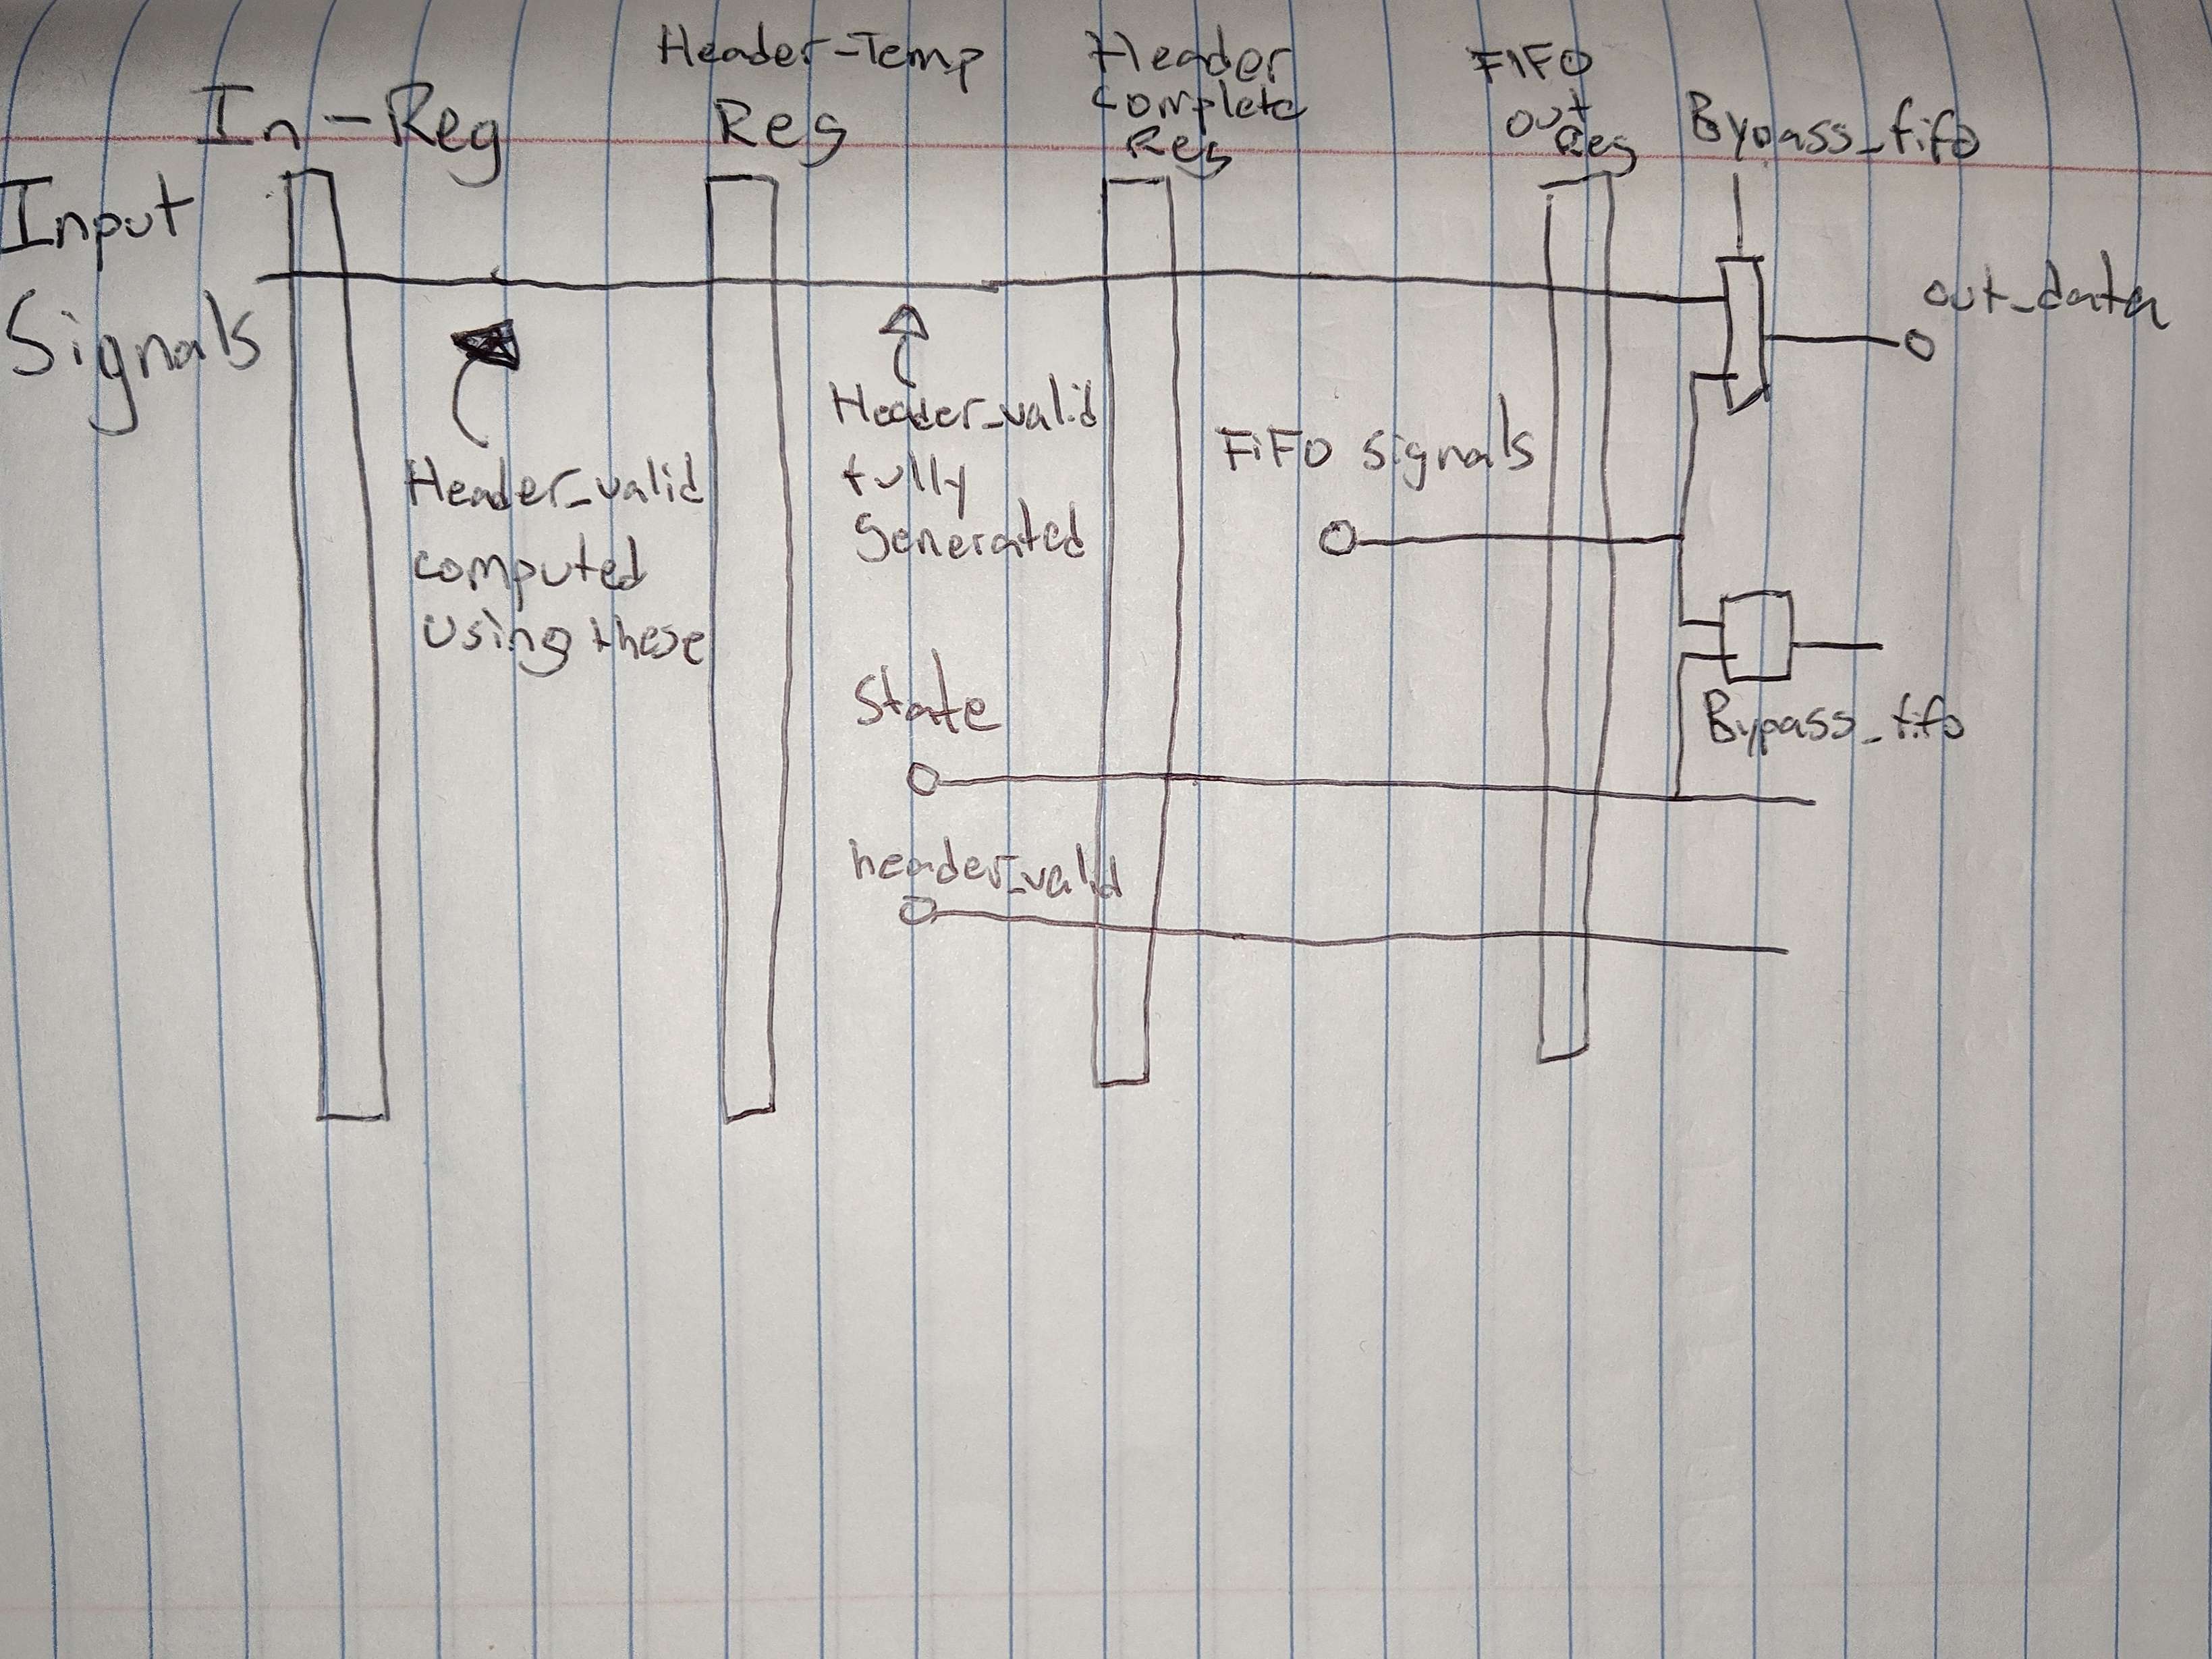 In-Reg
Header-Temp
Reg
Header
Complete
Reg
FIFO
out
Reg
Bypass_fifo
Input
Signals
out_data
Header_valid
computed
using these
Header_valid
fully
Generated
FiFO signals
State
Bypass_fifo
header_valid